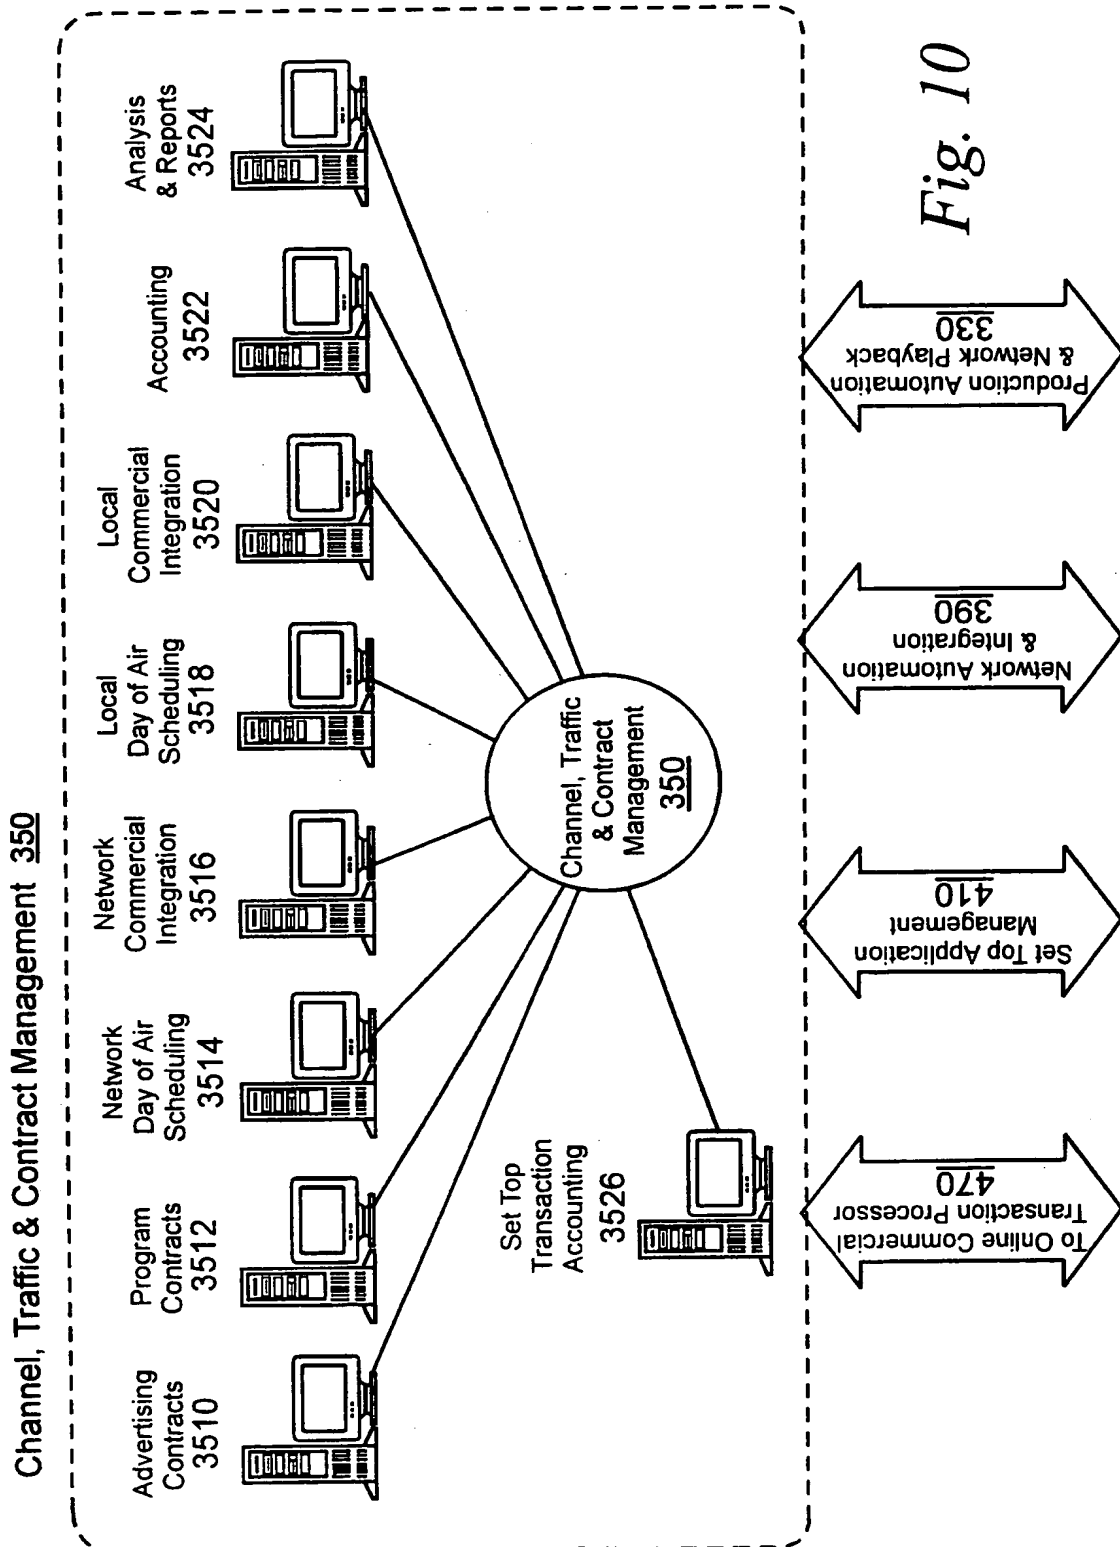 Channel, Traffic & Contract Management 350
Advertising
Contracts
3510
Program
Contracts
3512
Network
Day of Air
Scheduling
3514
Network
Commercial
Integration
3516
Local
Day of Air
Scheduling
3518
Local
Commercial
Integration
3520
Accounting
3522
Analysis
& Reports
3524
Set Top
Transaction
Accounting
3526
Channel, Traffic
& Contract
Management
350
To Online Commercial
Transaction Processor
470
Set Top Application
Management
410
Network Automation
& Integration
390
Production Automation
& Network Playback
330
Fig. 10